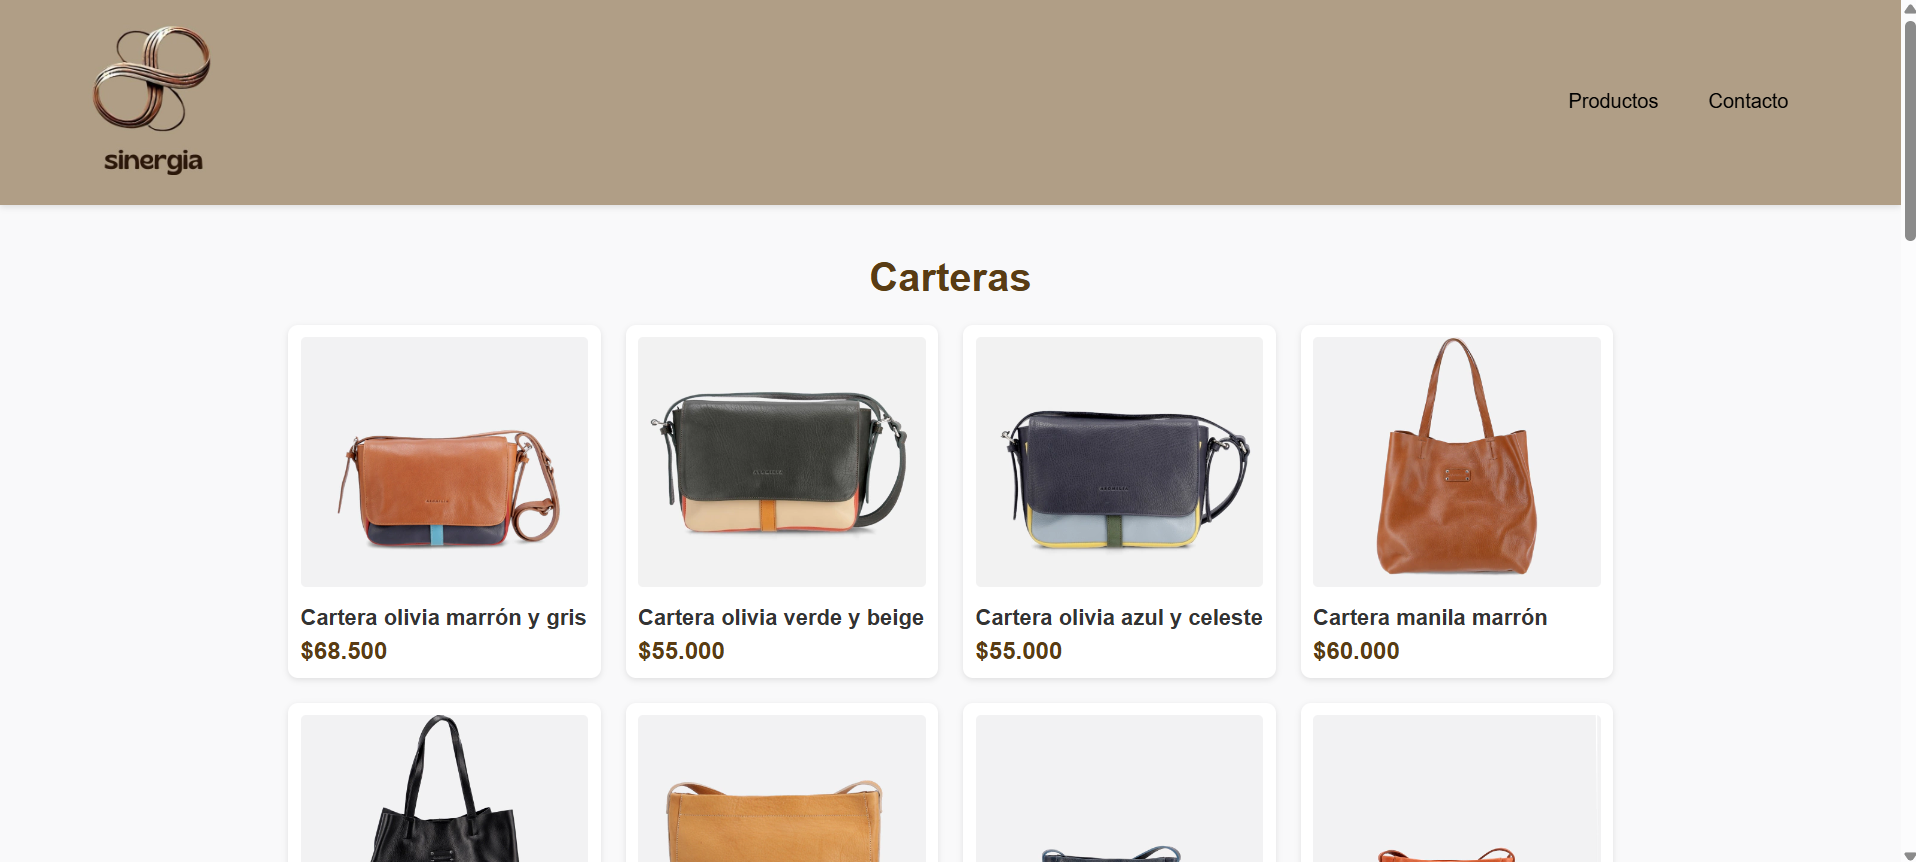 sinergia
Productos
Contacto
Carteras
Cartera olivia marrón y gris
$68.500
Cartera olivia verde y beige
$55.000
Cartera olivia azul y celeste
$55.000
Cartera manila marrón
$60.000